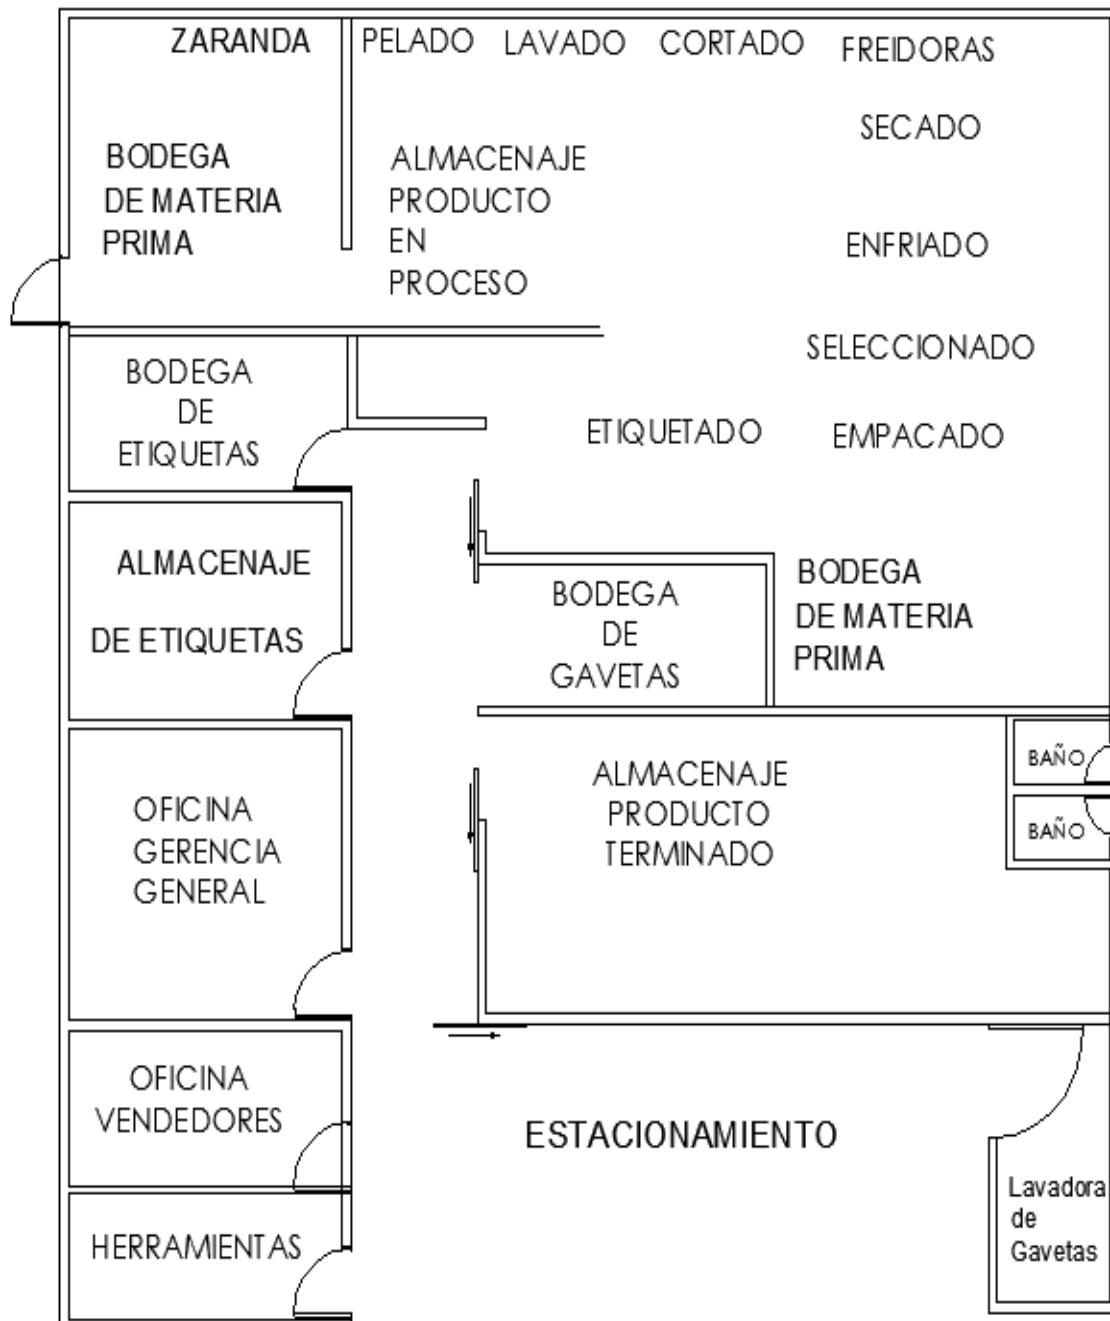 ZARANDA
PELADO
LAVADO
CORTADO
FREIDORAS
SECADO
BODEGA
DE MATERIA
PRIMA
ALMACENAJE
PRODUCTO
EN
PROCESO
ENFRIADO
SELECCIONADO
BODEGA
DE
ETIQUETAS
ETIQUETADO
EMPACADO
ALMACENAJE
DE ETIQUETAS
BODEGA
DE
GAVETAS
BODEGA
DE MATERIA
PRIMA
OFICINA
GERENCIA
GENERAL
ALMACENAJE
PRODUCTO
TERMINADO
BAÑO
BAÑO
OFICINA
VENDEDORES
ESTACIONAMIENTO
Lavadora
de
Gavetas
HERRAMIENTAS